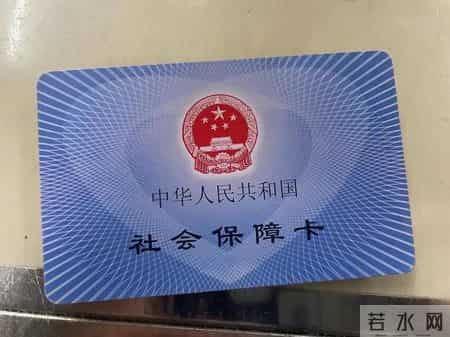 中华人民共和国
社会保障卡
若水网